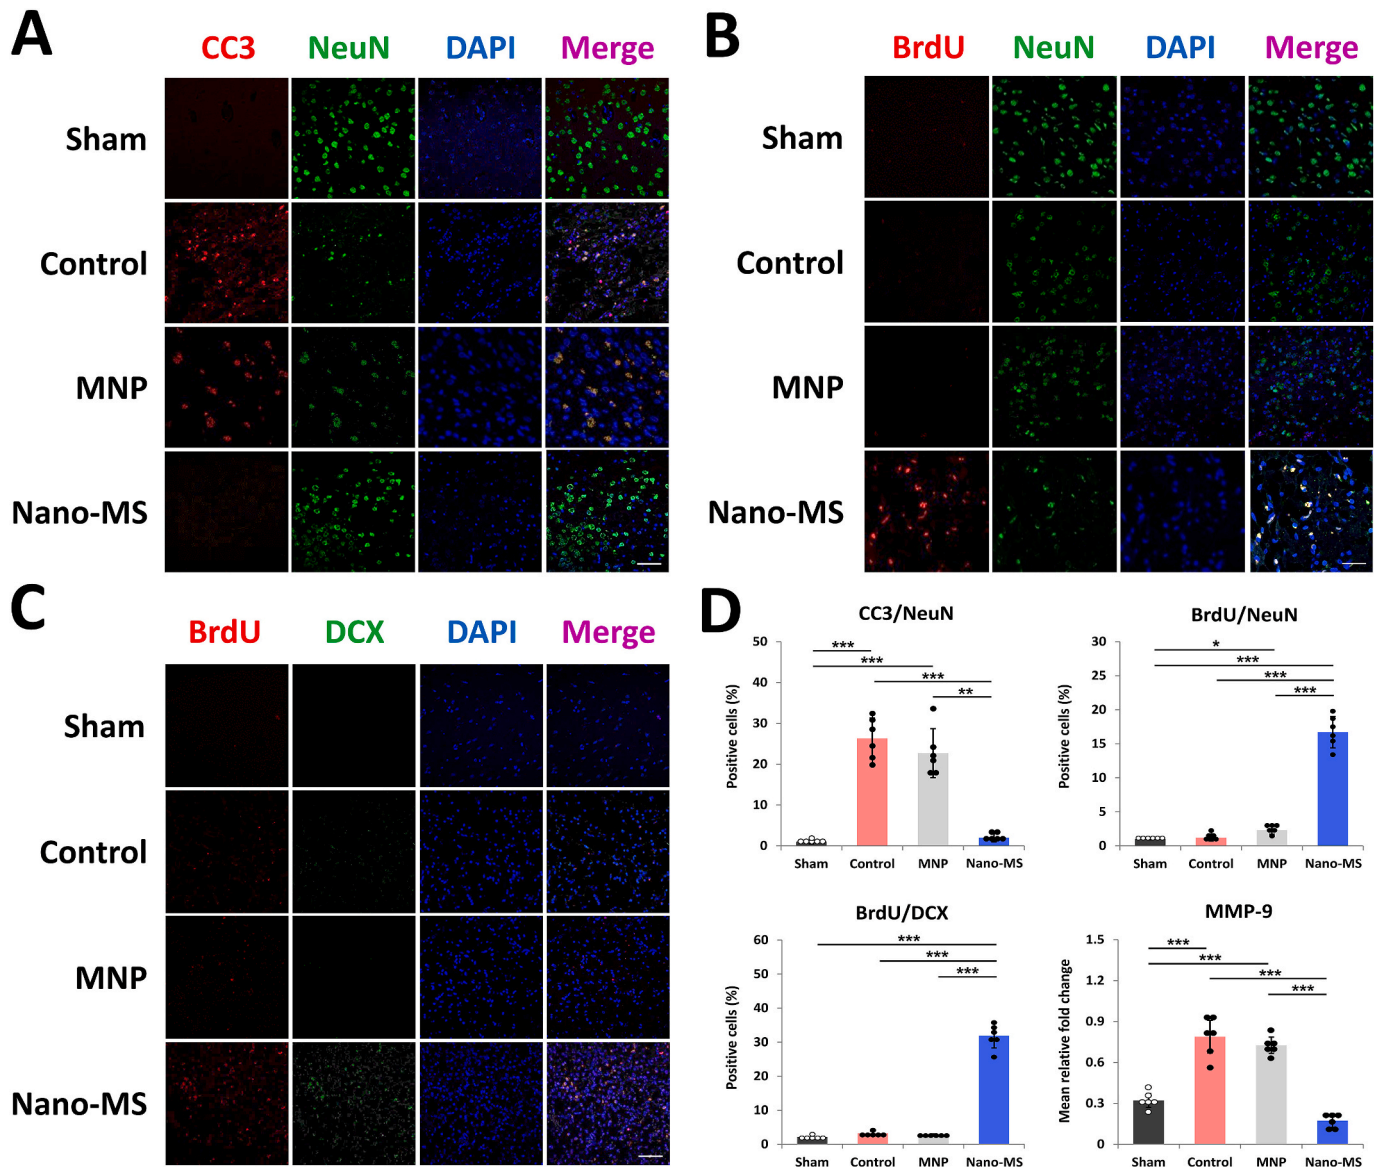 A
CC3 NeuN DAPI Merge
Sham
Control
MNP
Nano-MS
B
BrdU NeuN DAPI Merge
Sham
Control
MNP
Nano-MS
C
BrdU DCX DAPI Merge
Sham
Control
MNP
Nano-MS
D
CC3/NeuN
Positive cells (%)
50
40
30
20
10
0
***
***
***
**
Sham Control MNP Nano-MS
BrdU/NeuN
Positive cells (%)
30
25
20
15
10
5
0
*
***
***
***
Sham Control MNP Nano-MS
BrdU/DCX
Positive cells (%)
60
50
40
30
20
10
0
***
***
***
Sham Control MNP Nano-MS
MMP-9
Mean relative fold change
1.5
1.2
0.9
0.6
0.3
0
***
***
***
***
Sham Control MNP Nano-MS